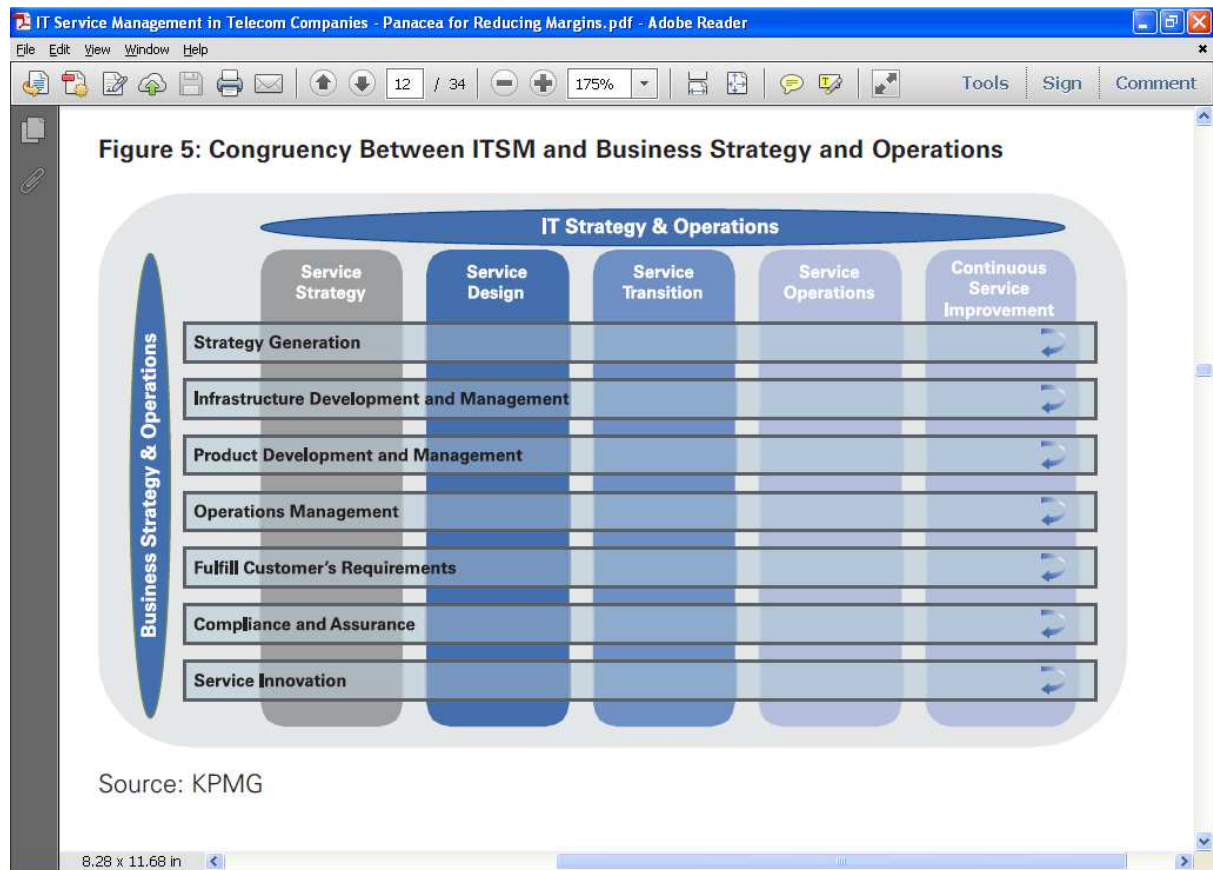 IT Service Management in Telecom Companies - Panacea for Reducing Margins.pdf - Adobe Reader
File Edit View Window Help
12 / 34 175% Tools Sign Comment
Figure 5: Congruency Between ITSM and Business Strategy and Operations
IT Strategy & Operations
Business Strategy & Operations
Service
Strategy
Service
Design
Service
Transition
Service
Operations
Continuous
Service
Improvement
Strategy Generation
Infrastructure Development and Management
Product Development and Management
Operations Management
Fulfill Customer's Requirements
Compliance and Assurance
Service Innovation
Source: KPMG
8.28 x 11.68 in